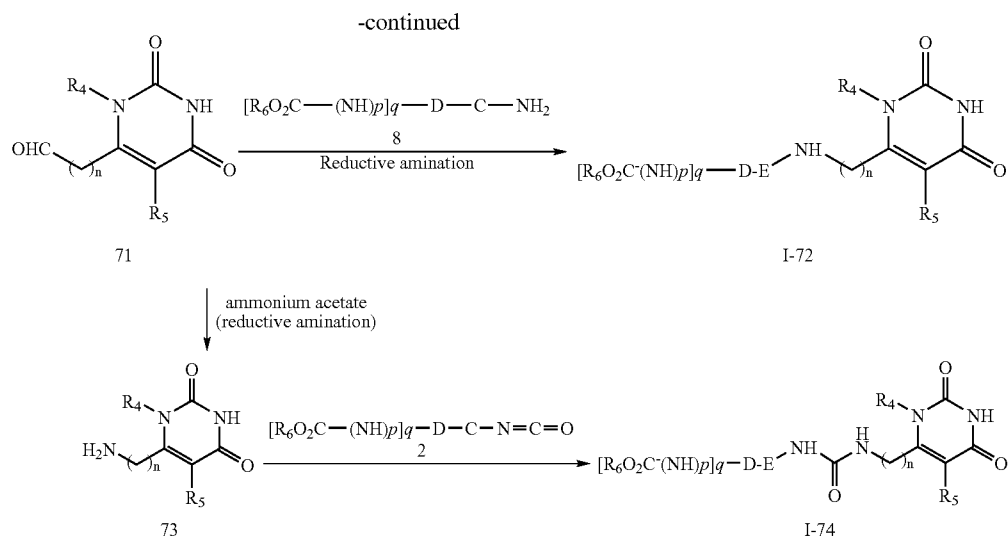 -continued
O
R4
N
NH
OHC
( )n
O
R5
71
[R6O2C—(NH)p]q—D—C—NH2
8
Reductive amination
O
R4
N
NH
[R6O2C-(NH)p]q—D-E
NH
( )n
O
R5
I-72
ammonium acetate
(reductive amination)
O
R4
N
NH
H2N
( )n
O
R5
73
[R6O2C—(NH)p]q—D—C—N=C=O
2
O
R4
N
NH
[R6O2C-(NH)p]q—D-E
NH
O
H
N
( )n
O
R5
I-74